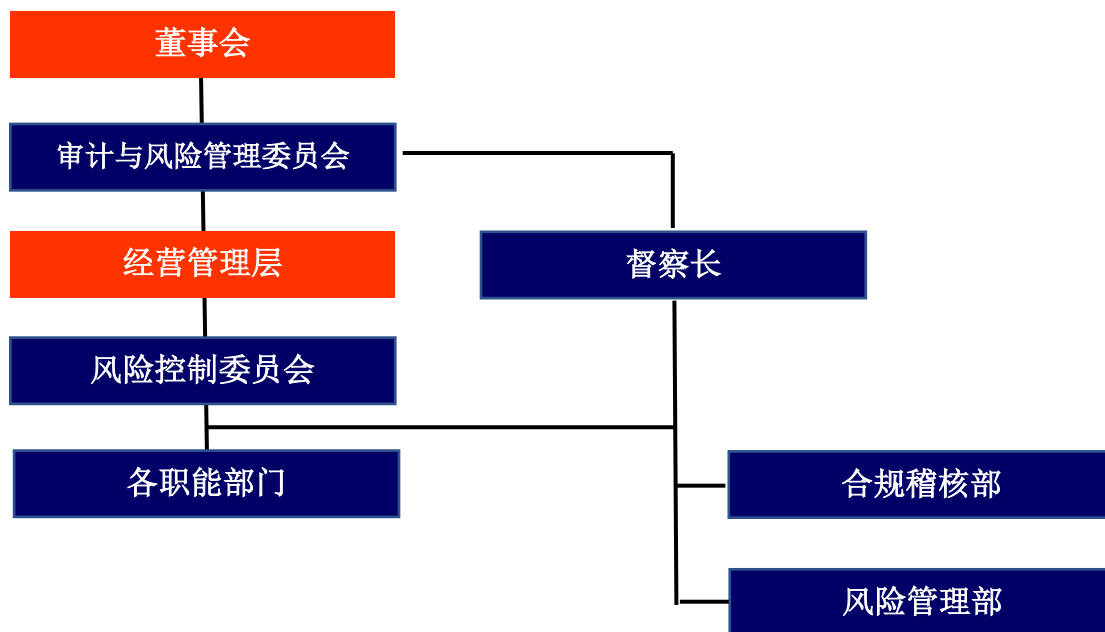 董事会
审计与风险管理委员会
经营管理层
督察长
风险控制委员会
各职能部门
合规稽核部
风险管理部